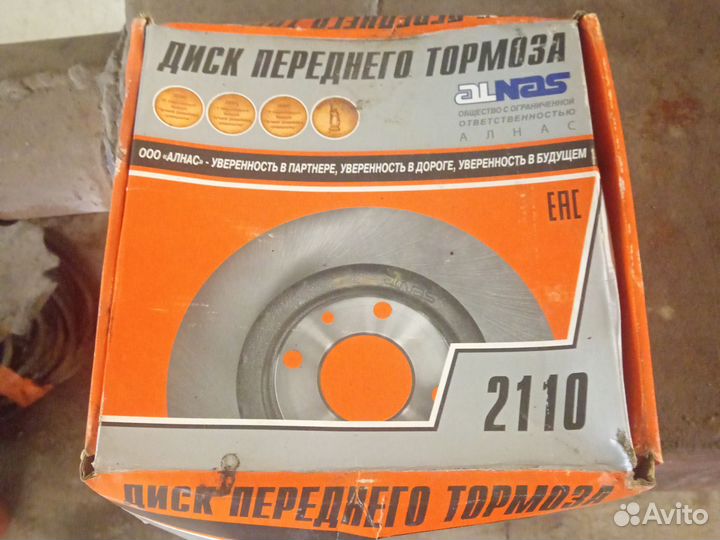 ДИСК ПЕРЕДНЕГО ТОРМОЗА
ALNAS
ОБЩЕСТВО С ОГРАНИЧЕННОЙ
ОТВЕТСТВЕННОСТЬЮ
АЛНАС
ООО «АЛНАС» - УВЕРЕННОСТЬ В ПАРТНЕРЕ, УВЕРЕННОСТЬ В ДОРОГЕ, УВЕРЕННОСТЬ В БУДУЩЕМ
EAC
ALNAS
2110
ДИСК ПЕРЕДНЕГО ТОРМОЗА
Avito